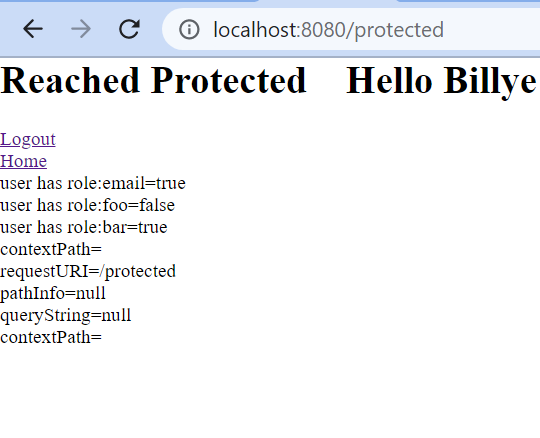 localhost:8080/protected
Reached Protected Hello Billye
Logout
Home
user has role:email=true
user has role:foo=false
user has role:bar=true
contextPath=
requestURI=/protected
pathInfo=null
queryString=null
contextPath=